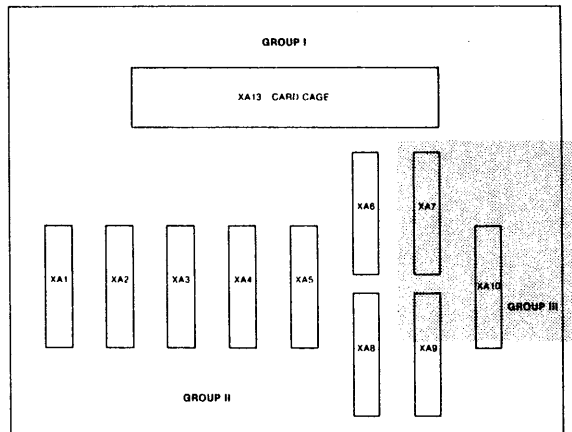 GROUP I
XA13 CARD CAGE
XA6
XA7
XA1
XA2
XA3
XA4
XA5
XA10
GROUP III
XA8
XA9
GROUP II